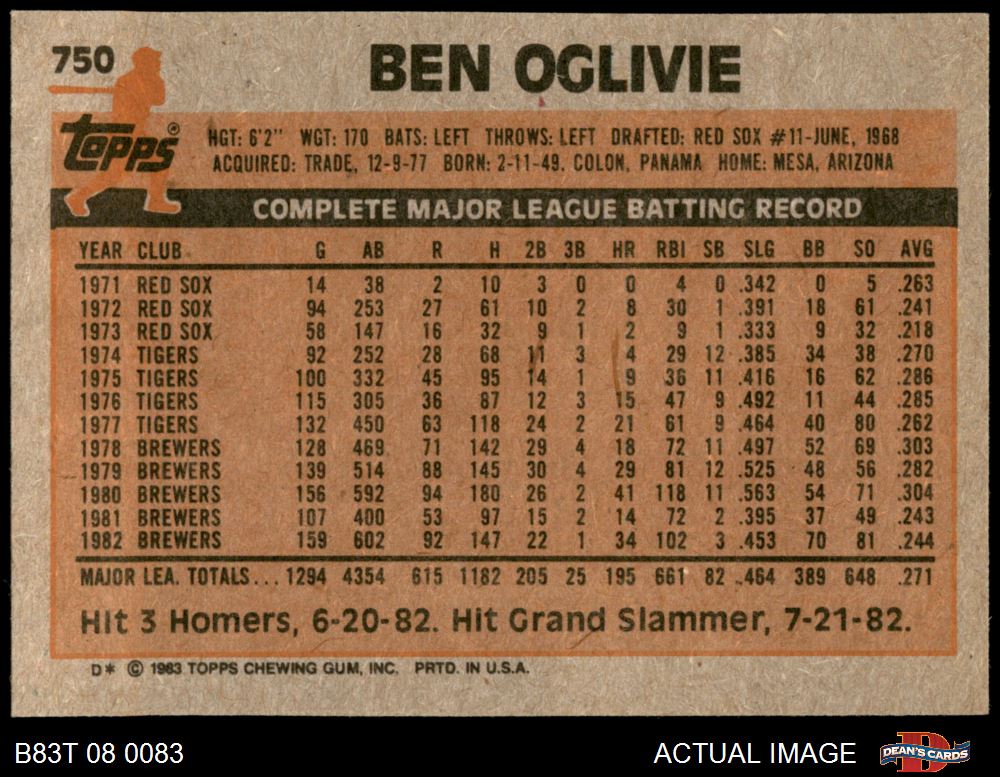 750
BEN OGLIVIE
Topps®
HGT: 6'2" WGT: 170 BATS: LEFT THROWS: LEFT DRAFTED: RED SOX #11-JUNE, 1968
ACQUIRED: TRADE, 12-9-77 BORN: 2-11-49, COLON, PANAMA HOME: MESA, ARIZONA
COMPLETE MAJOR LEAGUE BATTING RECORD
YEAR CLUB G AB R H 2B 3B HR RBI SB SLG BB SO AVG
1971 RED SOX 14 38 2 10 3 0 0 4 0 .342 0 5 .263
1972 RED SOX 94 253 27 61 10 2 8 30 1 .391 18 61 .241
1973 RED SOX 58 147 16 32 9 1 2 9 1 .333 9 32 .218
1974 TIGERS 92 252 28 68 11 3 4 29 12 .385 34 38 .270
1975 TIGERS 100 332 45 95 14 1 9 36 11 .416 16 62 .286
1976 TIGERS 115 305 36 87 12 3 15 47 9 .492 11 44 .285
1977 TIGERS 132 450 63 118 24 2 21 61 9 .464 40 80 .262
1978 BREWERS 128 469 71 142 29 4 18 72 11 .497 52 69 .303
1979 BREWERS 139 514 88 145 30 4 29 81 12 .525 48 56 .282
1980 BREWERS 156 592 94 180 26 2 41 118 11 .563 54 71 .304
1981 BREWERS 107 400 53 97 15 2 14 72 2 .395 37 49 .243
1982 BREWERS 159 602 92 147 22 1 34 102 3 .453 70 81 .244
MAJOR LEA. TOTALS... 1294 4354 615 1182 205 25 195 661 82 .464 389 648 .271
Hit 3 Homers, 6-20-82. Hit Grand Slammer, 7-21-82.
D* © 1983 TOPPS CHEWING GUM, INC. PRTD. IN U.S.A.
B83T 08 0083
ACTUAL IMAGE
DEAN'S CARDS